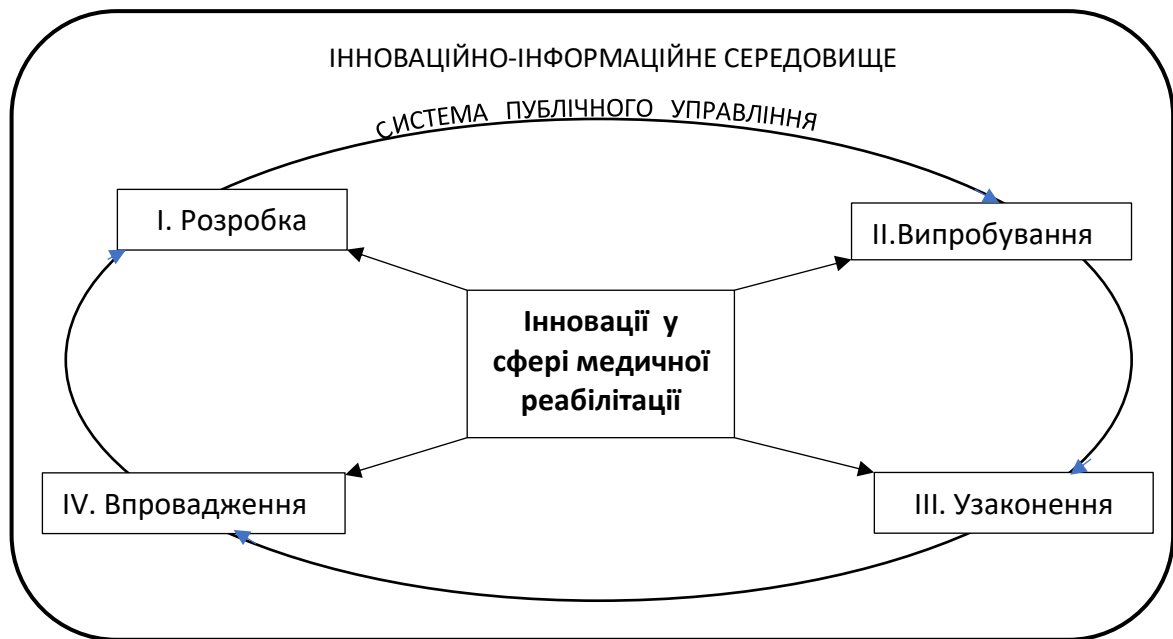 ІННОВАЦІЙНО-ІНФОРМАЦІЙНЕ СЕРЕДОВИЩЕ
СИСТЕМА ПУБЛІЧНОГО УПРАВЛІННЯ
І. Розробка
ІІ.Випробування
Інновації у
сфері медичної
реабілітації
IV. Впровадження
ІІІ. Узаконення